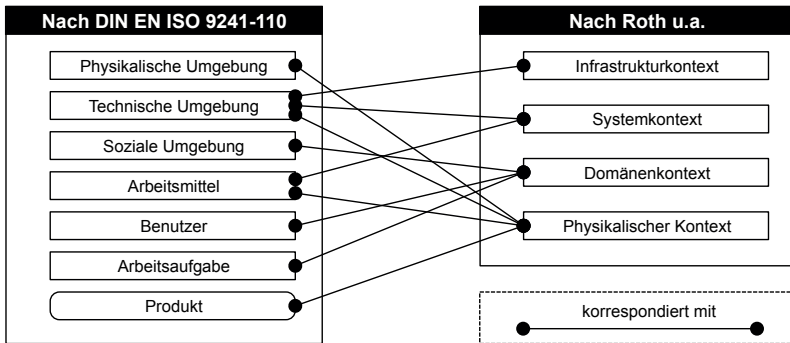 Nach DIN EN ISO 9241-110
Physikalische Umgebung
Technische Umgebung
Soziale Umgebung
Arbeitsmittel
Benutzer
Arbeitsaufgabe
Produkt
Nach Roth u.a.
Infrastrukturkontext
Systemkontext
Domänenkontext
Physikalischer Kontext
korrespondiert mit